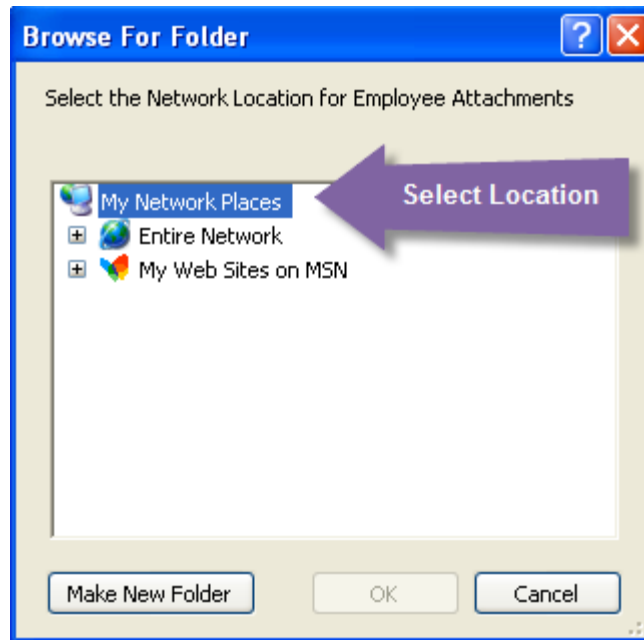 Browse For Folder
Select the Network Location for Employee Attachments
My Network Places
Select Location
Entire Network
My Web Sites on MSN
Make New Folder
OK
Cancel